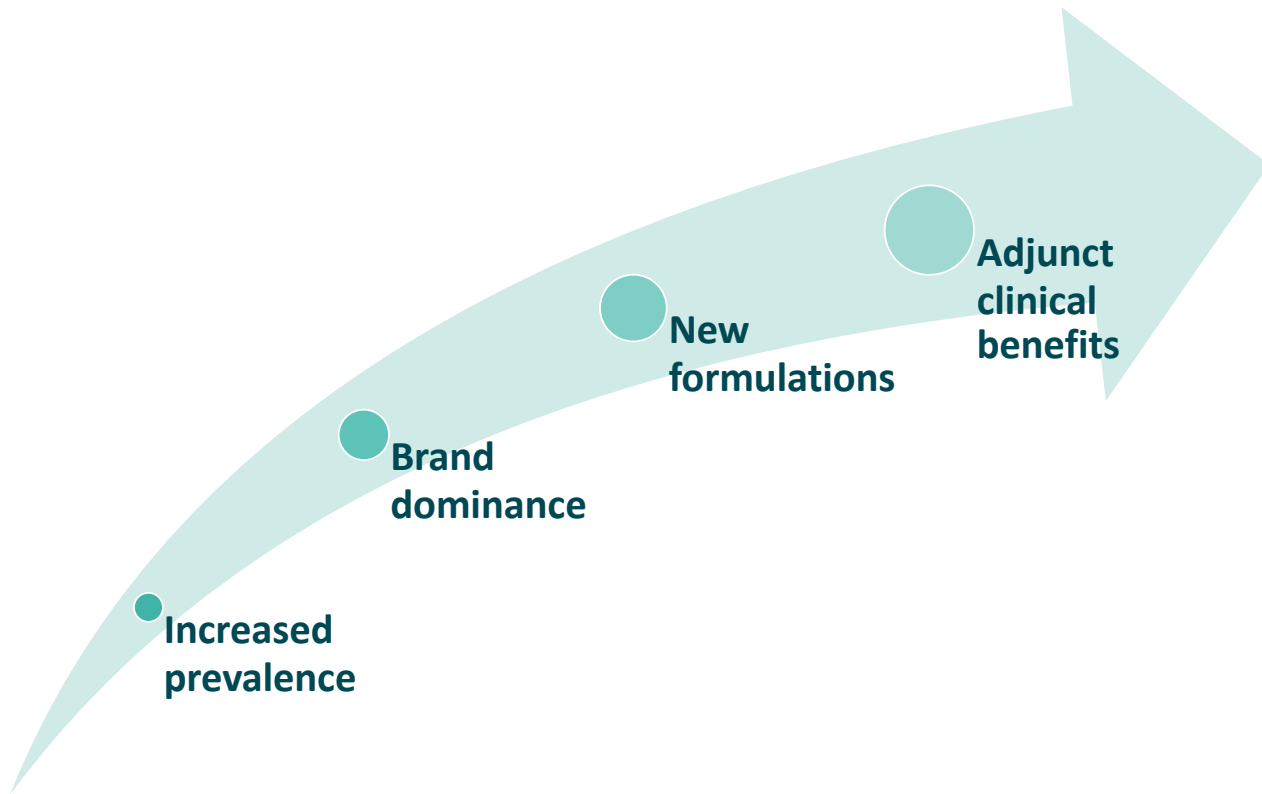 Adjunct
clinical
benefits
New
formulations
Brand
dominance
Increased
prevalence